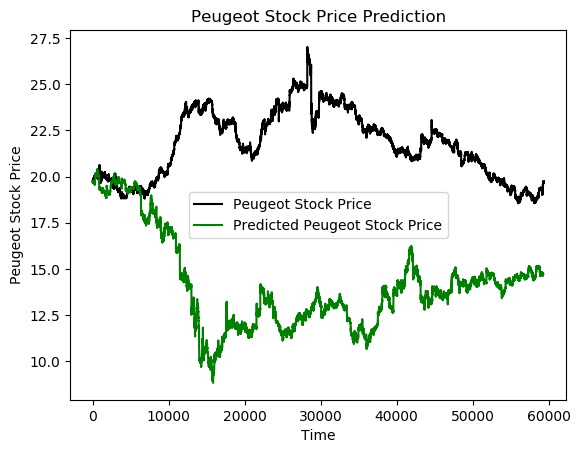 Peugeot Stock Price Prediction
27.5
25.0
22.5
20.0
17.5
15.0
12.5
10.0
Peugeot Stock Price
Peugeot Stock Price
Predicted Peugeot Stock Price
0 10000 20000 30000 40000 50000 60000
Time